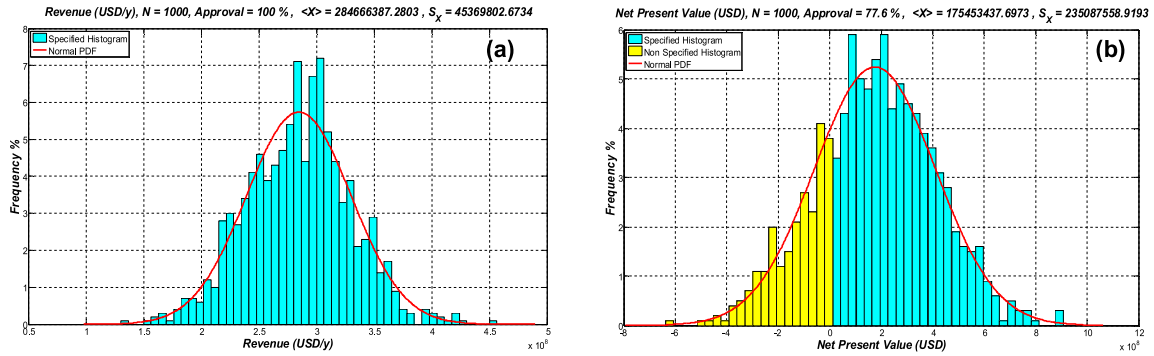 Revenue (USD/y), N = 1000, Approval = 100 % , <X> = 284666387.2803 , S_X = 45369802.6734
(a)
Specified Histogram
Normal PDF
Frequency %
8
7
6
5
4
3
2
1
0
0.5 1 1.5 2 2.5 3 3.5 4 4.5 5
x 10^8
Revenue (USD/y)
Net Present Value (USD), N = 1000, Approval = 77.6 % , <X> = 175453437.6973 , S_X = 235087558.9193
(b)
Specified Histogram
Non Specified Histogram
Normal PDF
Frequency %
6
5
4
3
2
1
0
-8 -6 -4 -2 0 2 4 6 8 10 12
x 10^8
Net Present Value (USD)